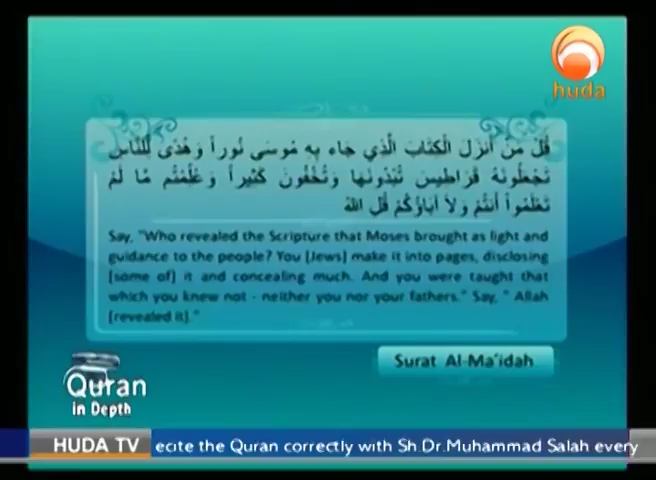 huda
قُلْ مَنْ أَنزَلَ الْكِتَابَ الَّذِي جَاء بِهِ مُوسَى نُوراً وَهُدًى لِّلنَّاسِ
تَجْعَلُونَهُ قَرَاطِيسَ تُبْدُونَهَا وَتُخْفُونَ كَثِيراً وَعُلِّمْتُم مَّا لَمْ
تَعْلَمُواْ أَنتُمْ وَلاَ آبَاؤُكُمْ قُلِ اللّهُ
Say, "Who revealed the Scripture that Moses brought as light and
guidance to the people? You [Jews] make it into pages, disclosing
[some of] it and concealing much. And you were taught that
which you knew not - neither you nor your fathers." Say, " Allah
[revealed it]."
Surat Al-Ma'idah
Quran
in Depth
HUDA TV ecite the Quran correctly with Sh.Dr.Muhammad Salah every